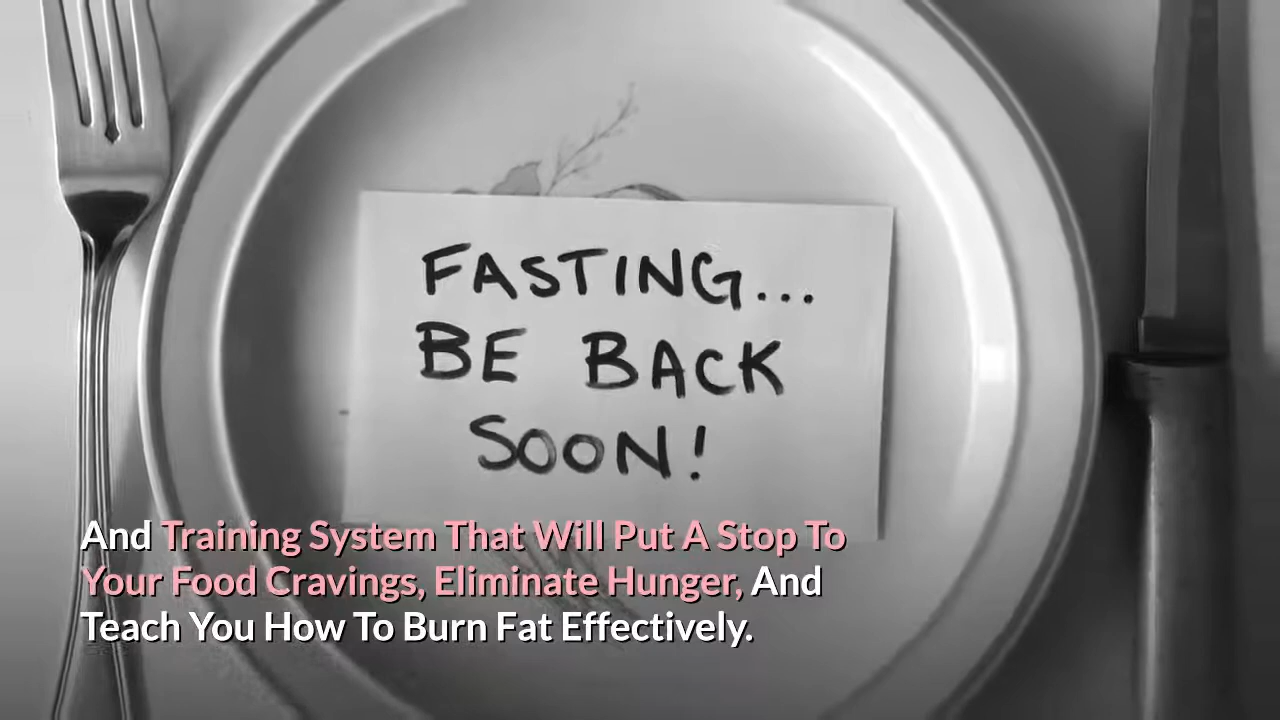 FASTING...
BE BACK
SOON!
And Training System That Will Put A Stop To
Your Food Cravings, Eliminate Hunger, And
Teach You How To Burn Fat Effectively.